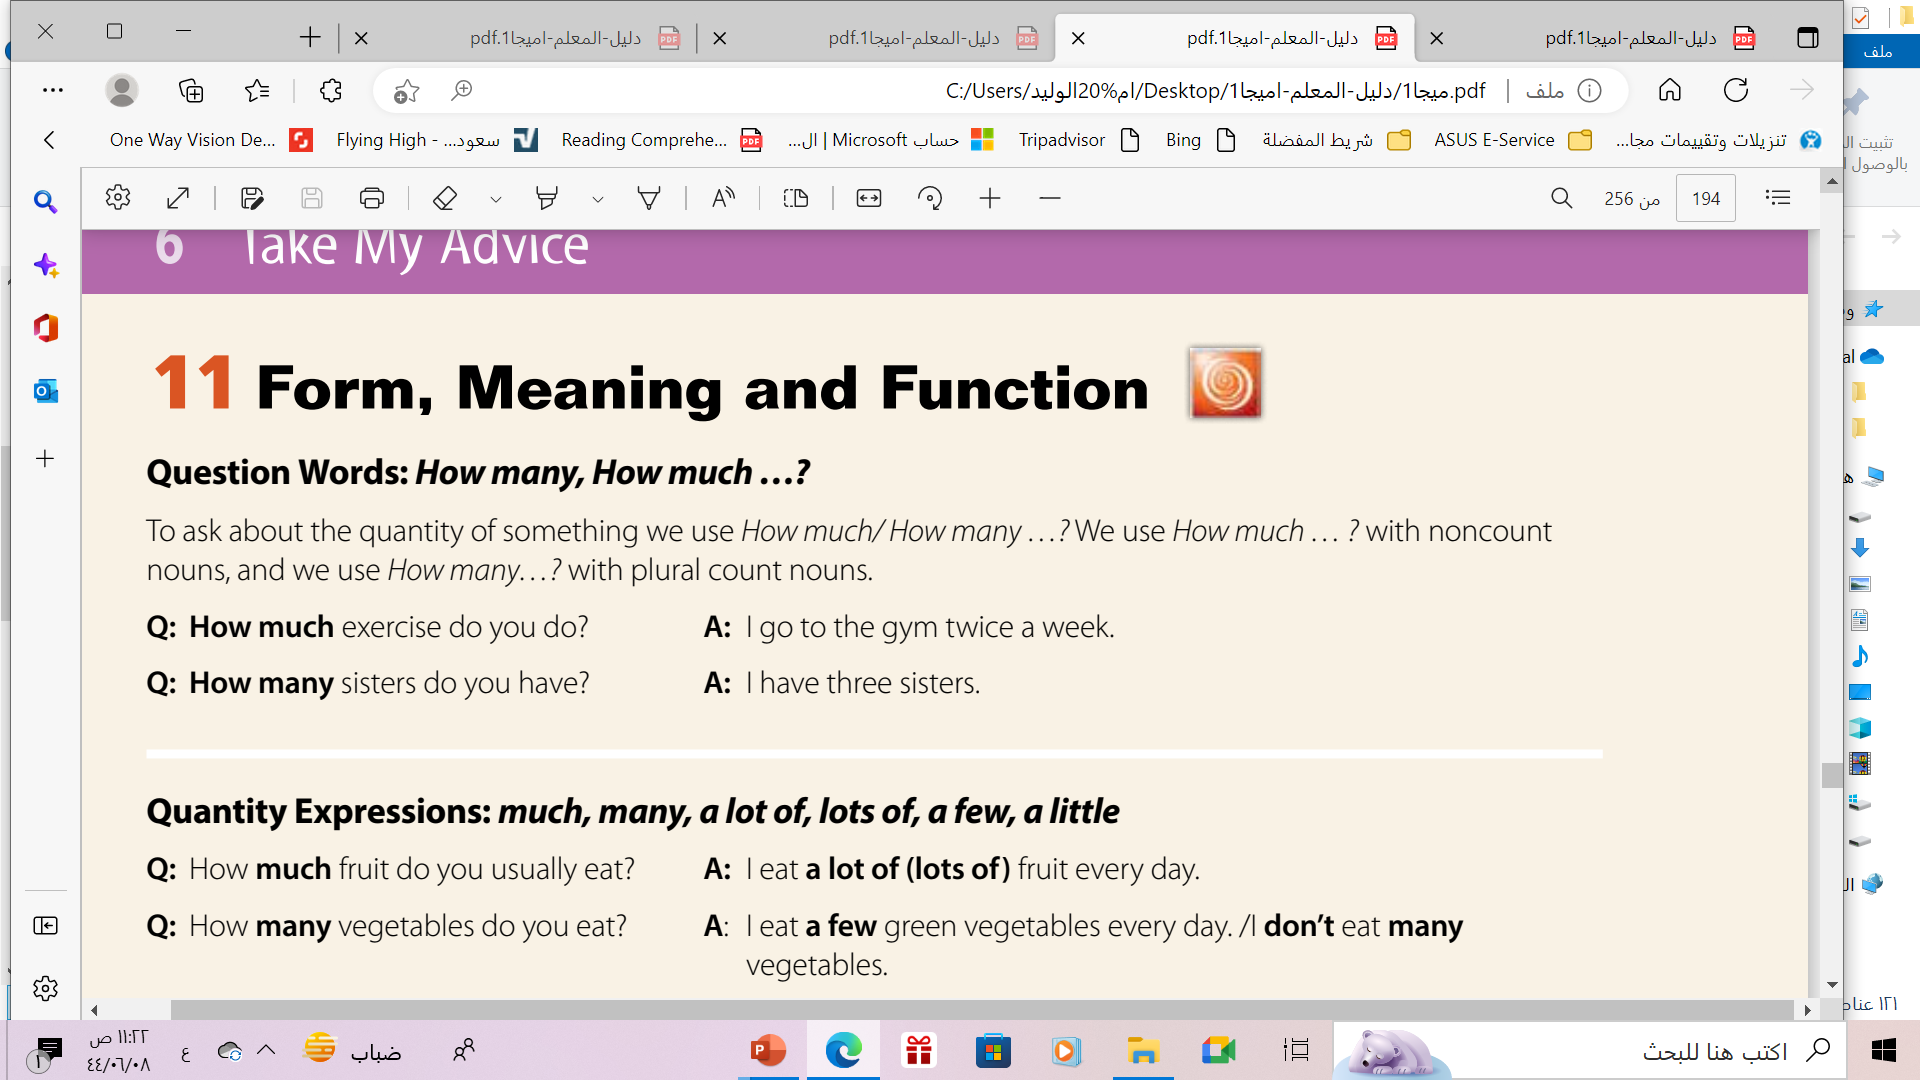 دليل-المعلم-اميجا1.pdf
دليل-المعلم-اميجا1.pdf
دليل-المعلم-اميجا1.pdf
دليل-المعلم-اميجا1.pdf
ملف
C:/Users/ام%20الوليد/Desktop/ميجا1/دليل-المعلم-اميجا1.pdf
ملف
One Way Vision De...
Flying High - سعود...
Reading Comprehe...
حساب Microsoft | ال...
Tripadvisor
Bing
شريط المفضلة
ASUS E-Service
تنزيلات وتقييمات مجا...
تثبيت
بالوصول
194
من 256
6 Take My Advice
11 Form, Meaning and Function
Question Words: How many, How much ...?
To ask about the quantity of something we use How much/ How many ...? We use How much ... ? with noncount
nouns, and we use How many...? with plural count nouns.
Q: How much exercise do you do? A: I go to the gym twice a week.
Q: How many sisters do you have? A: I have three sisters.
Quantity Expressions: much, many, a lot of, lots of, a few, a little
Q: How much fruit do you usually eat? A: I eat a lot of (lots of) fruit every day.
Q: How many vegetables do you eat? A: I eat a few green vegetables every day. /I don't eat many
vegetables.
١٢١ عناص
١١:٢٢ ص
٤٤/٠٦/٠٨
ع
ضباب
اكتب هنا للبحث